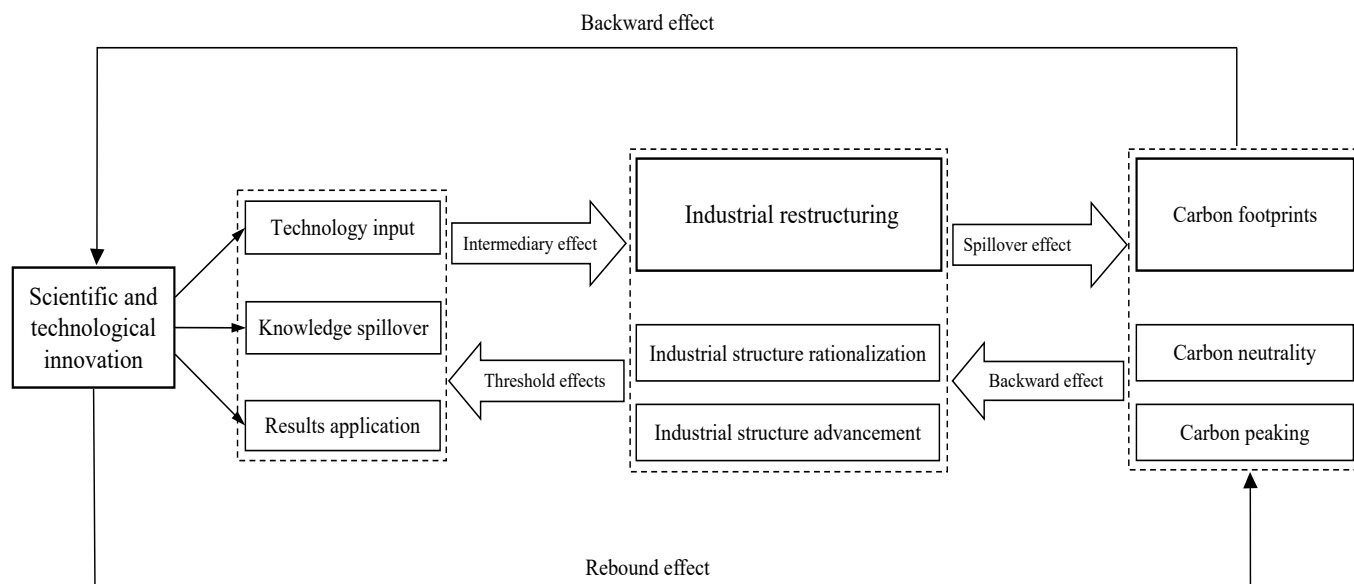 Backward effect
Scientific and
technological
innovation
Technology input
Knowledge spillover
Results application
Intermediary effect
Threshold effects
Industrial restructuring
Industrial structure rationalization
Industrial structure advancement
Spillover effect
Backward effect
Carbon footprints
Carbon neutrality
Carbon peaking
Rebound effect